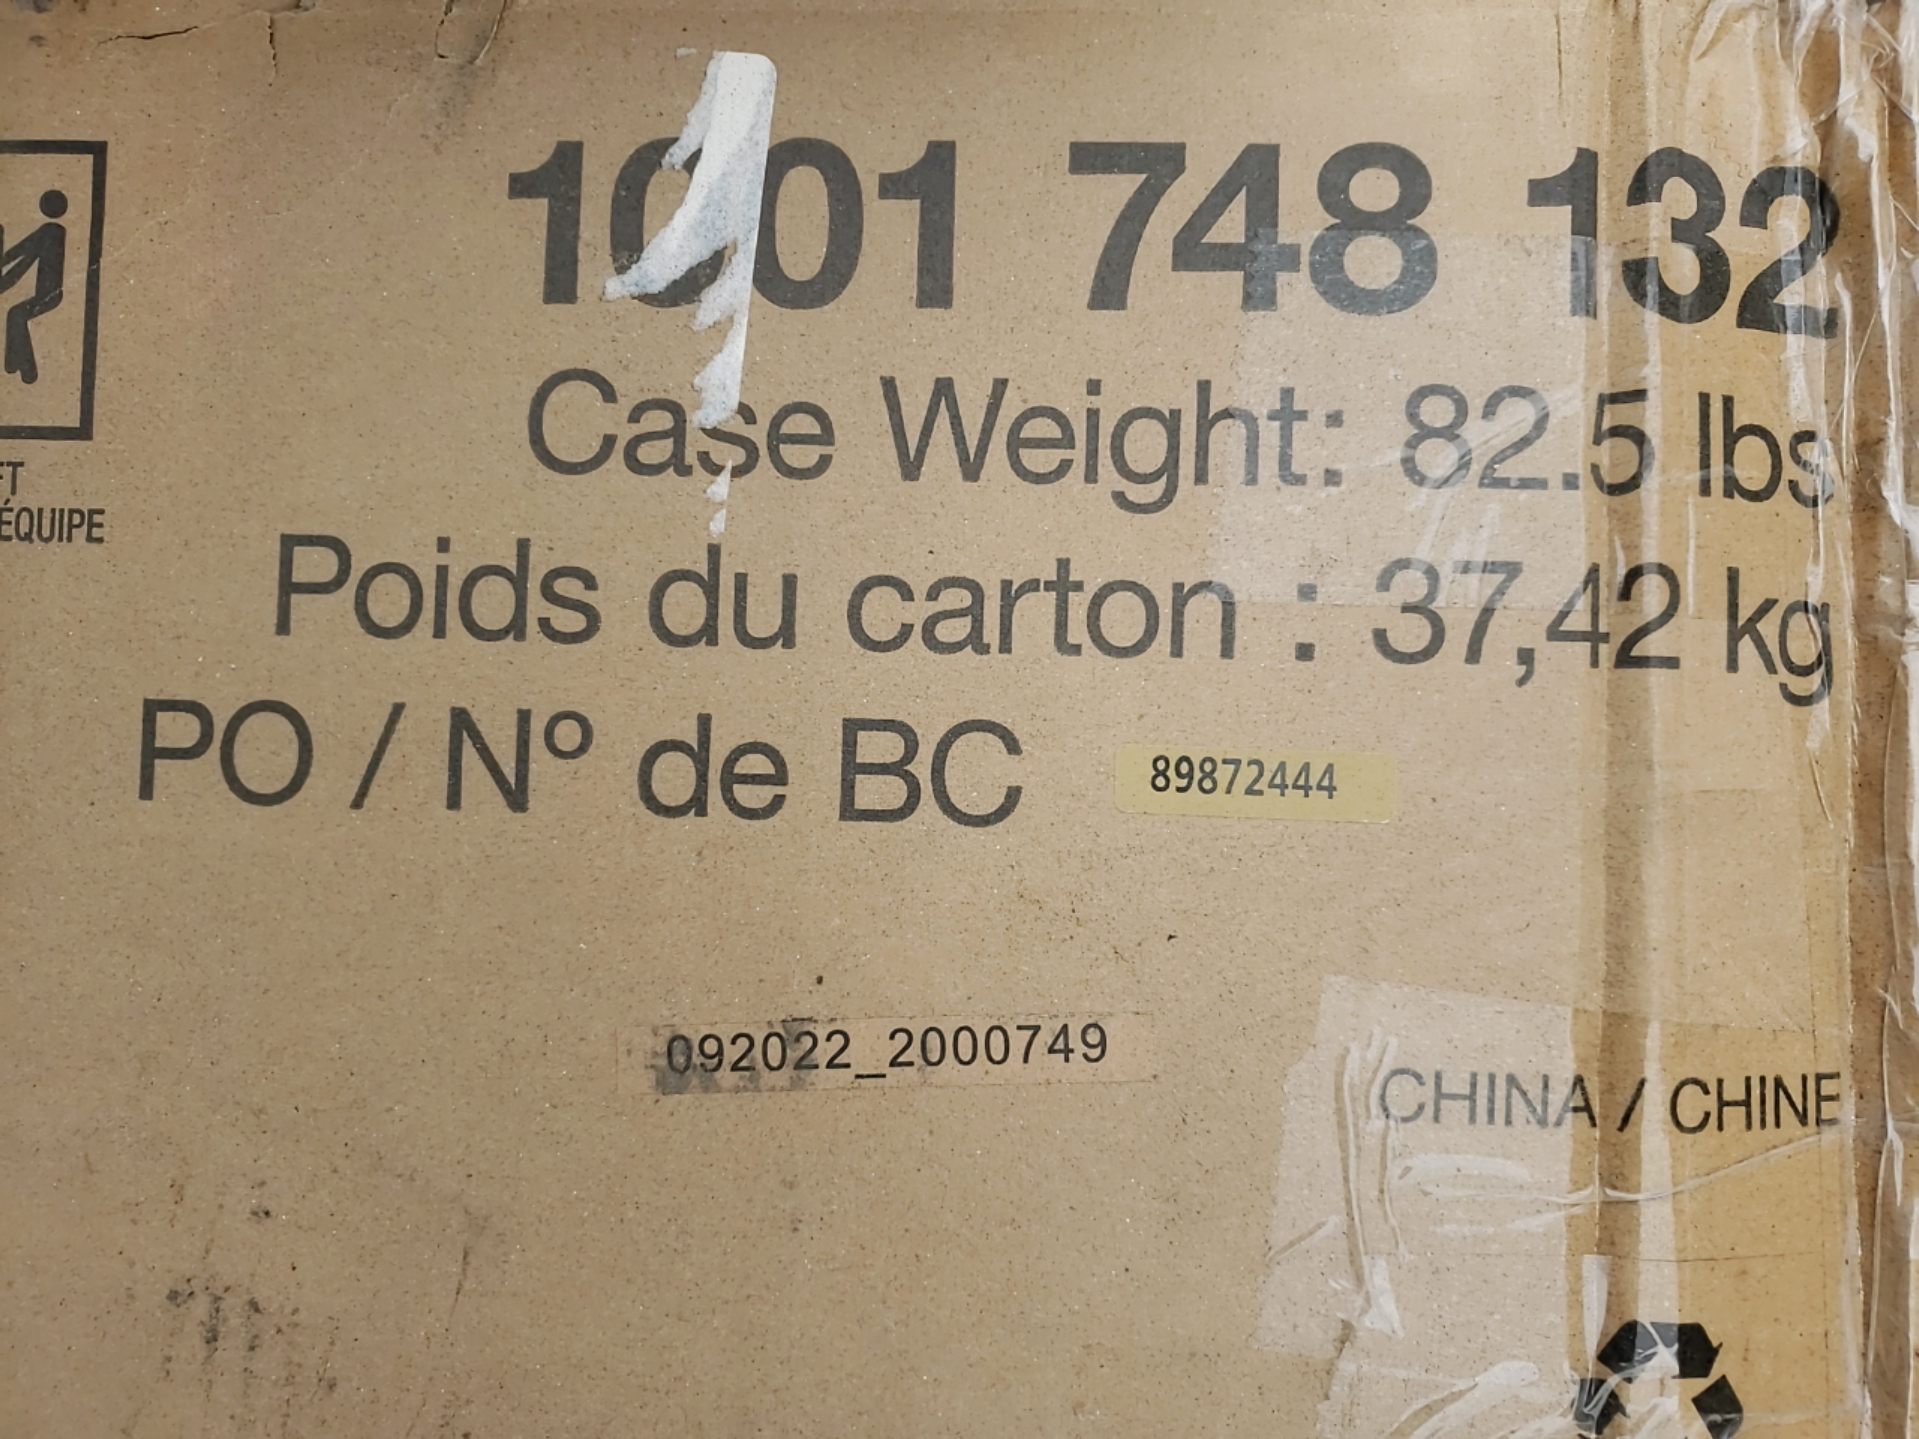 1001 748 132
Case Weight: 82.5 lbs
Poids du carton : 37,42 kg
ÉQUIPE
PO / Nº de BC 89872444
092022_2000749
CHINA / CHINE